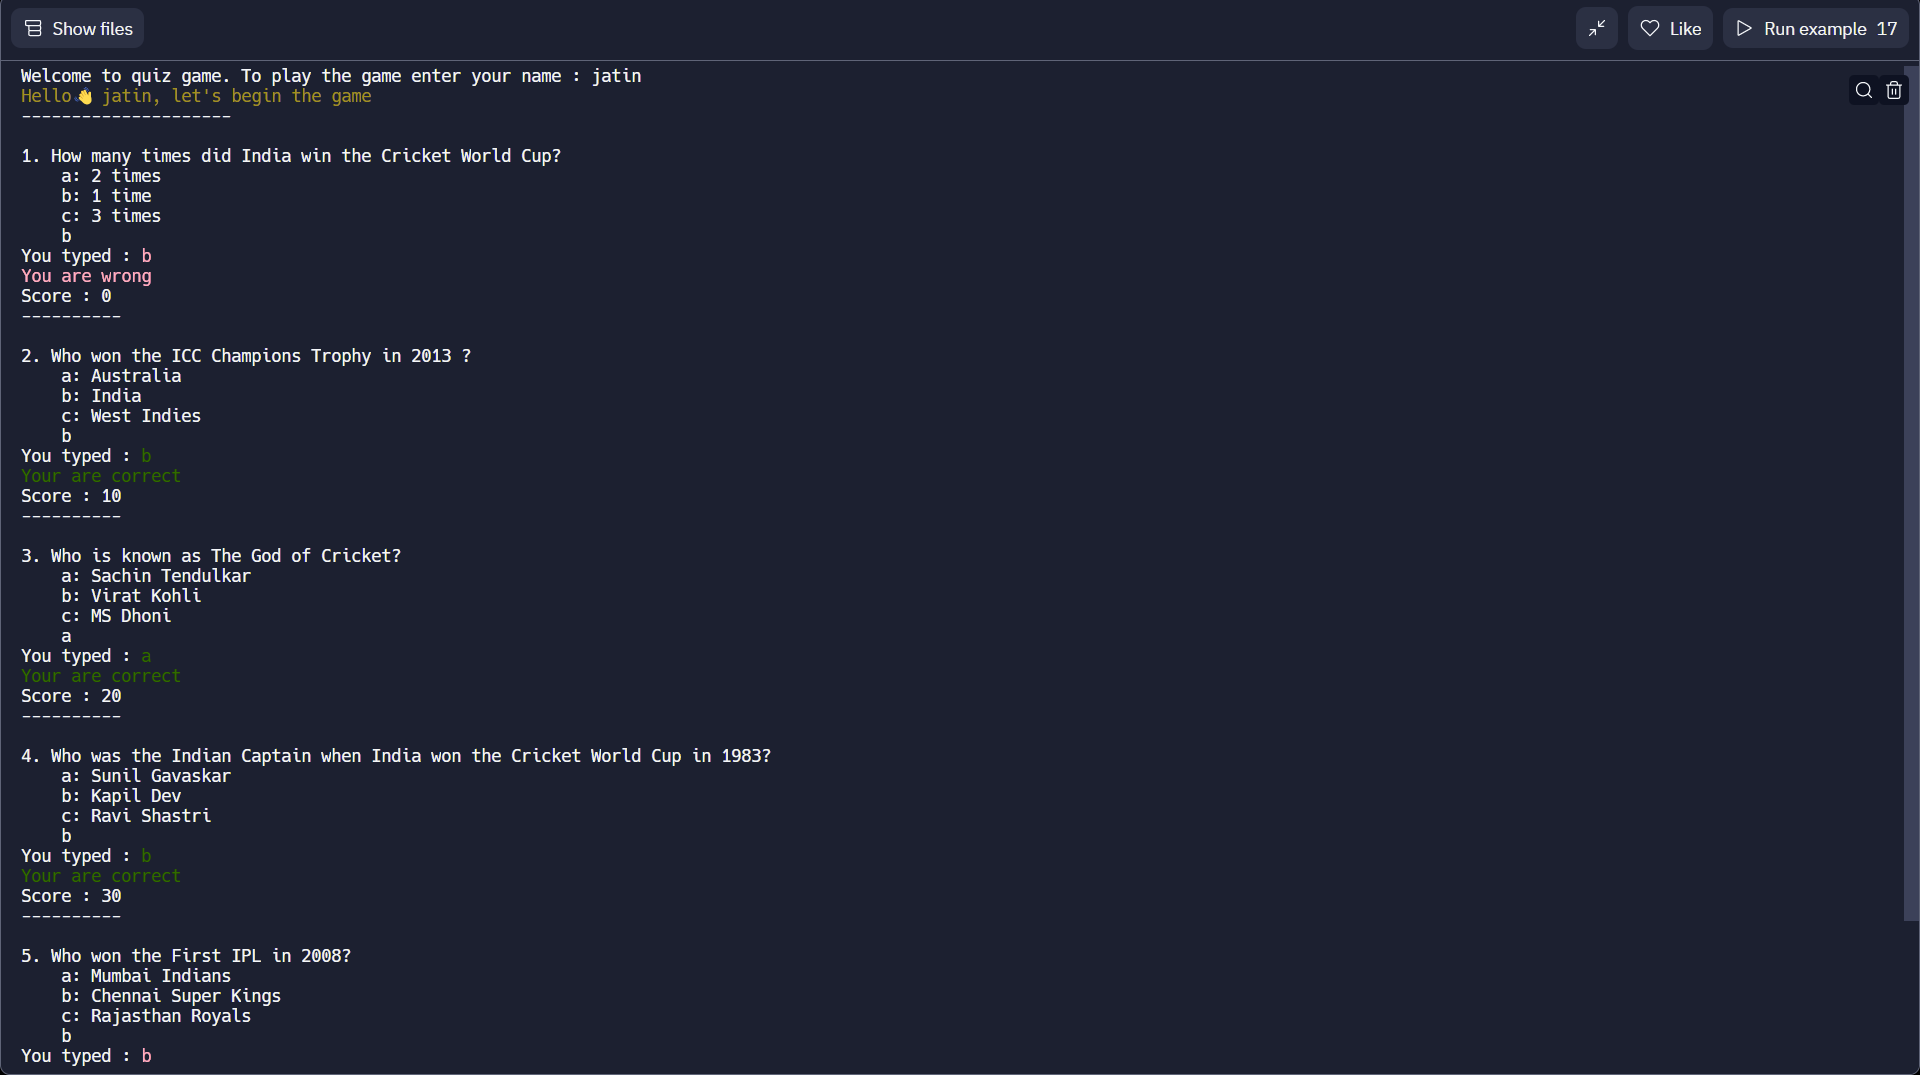 Show files
Like
Run example 17
Welcome to quiz game. To play the game enter your name : jatin
Hello👋 jatin, let's begin the game
---------------------
1. How many times did India win the Cricket World Cup?
a: 2 times
b: 1 time
c: 3 times
b
You typed : b
You are wrong
Score : 0
----------
2. Who won the ICC Champions Trophy in 2013 ?
a: Australia
b: India
c: West Indies
b
You typed : b
Your are correct
Score : 10
----------
3. Who is known as The God of Cricket?
a: Sachin Tendulkar
b: Virat Kohli
c: MS Dhoni
a
You typed : a
Your are correct
Score : 20
----------
4. Who was the Indian Captain when India won the Cricket World Cup in 1983?
a: Sunil Gavaskar
b: Kapil Dev
c: Ravi Shastri
b
You typed : b
Your are correct
Score : 30
----------
5. Who won the First IPL in 2008?
a: Mumbai Indians
b: Chennai Super Kings
c: Rajasthan Royals
b
You typed : b